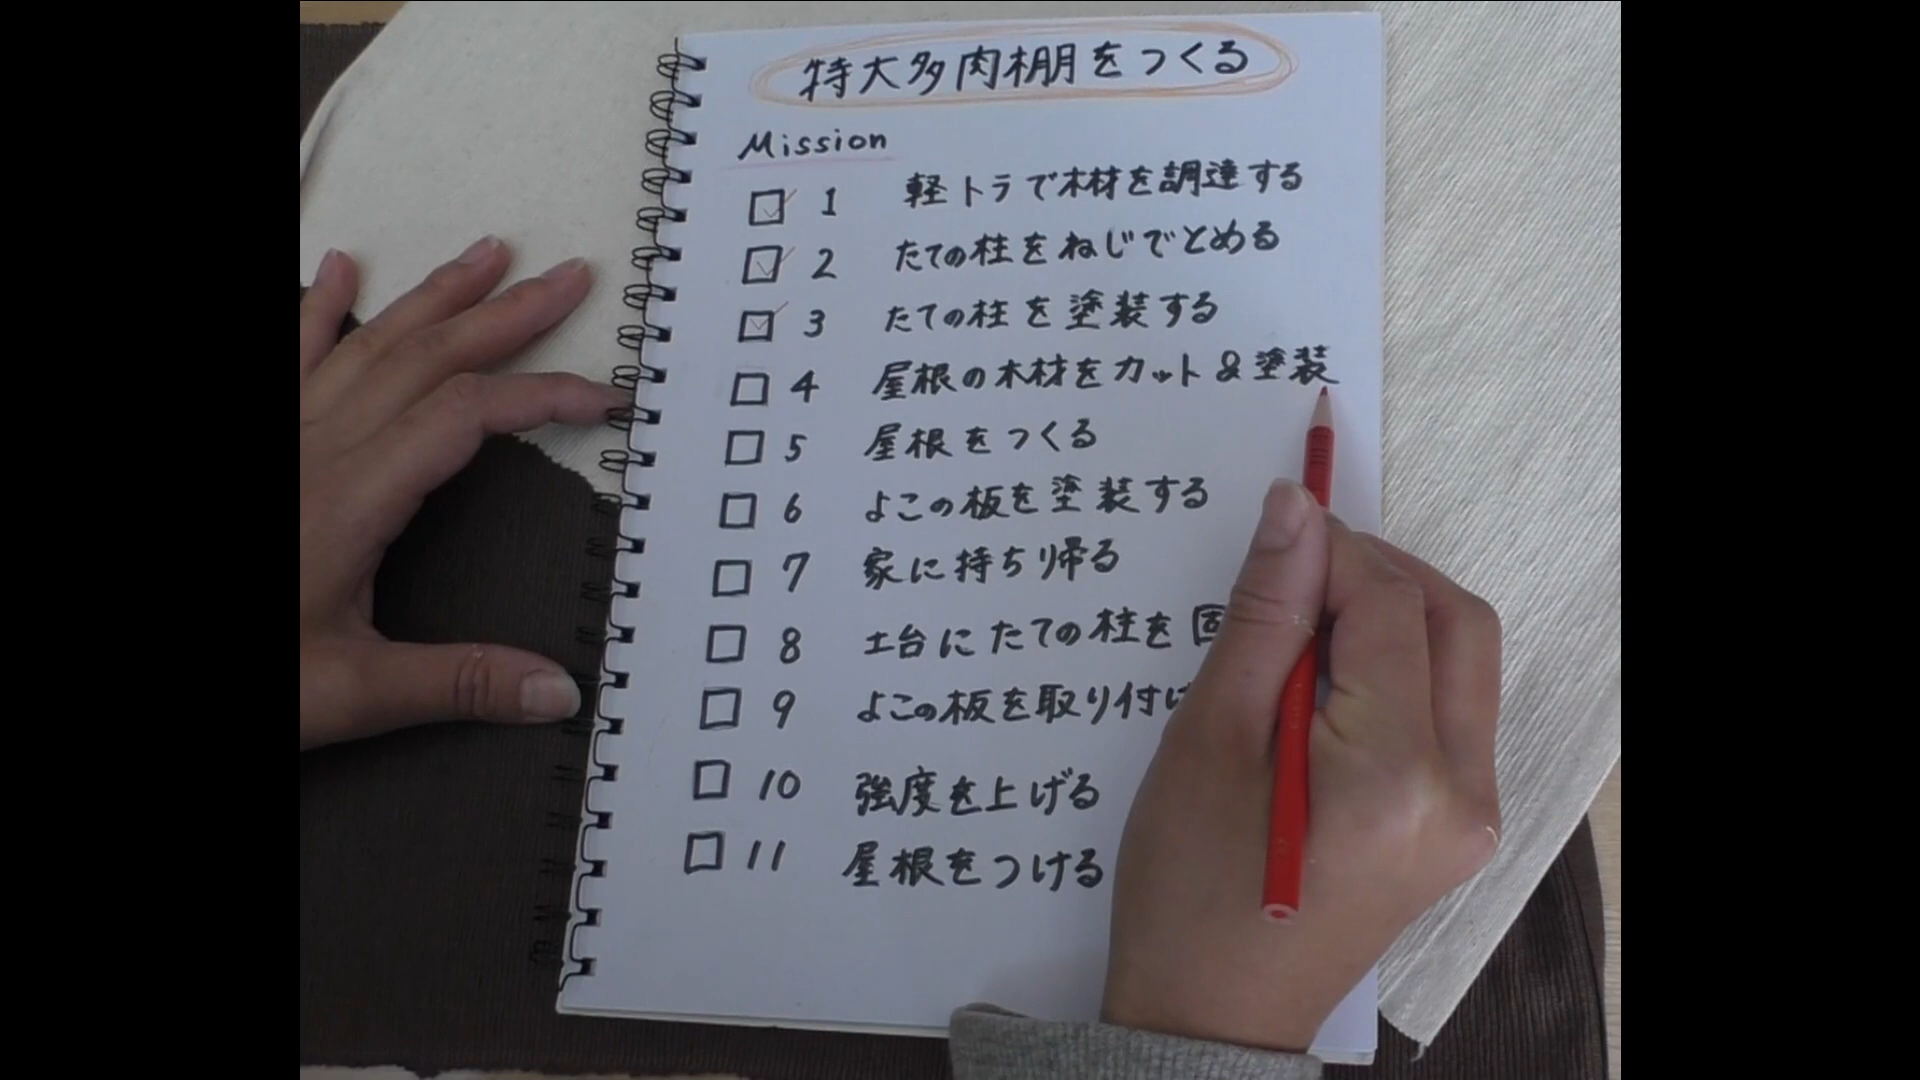 特大多肉棚をつくる
Mission
1 軽トラで木材を調達する
2 たての柱をねじでとめる
3 たての柱を塗装する
4 屋根の木材をカット&塗装
5 屋根をつくる
6 よこの板を塗装する
7 家に持ち帰る
8 土台にたての柱を固
9 よこの板を取り付け
10 強度を上げる
11 屋根をつける